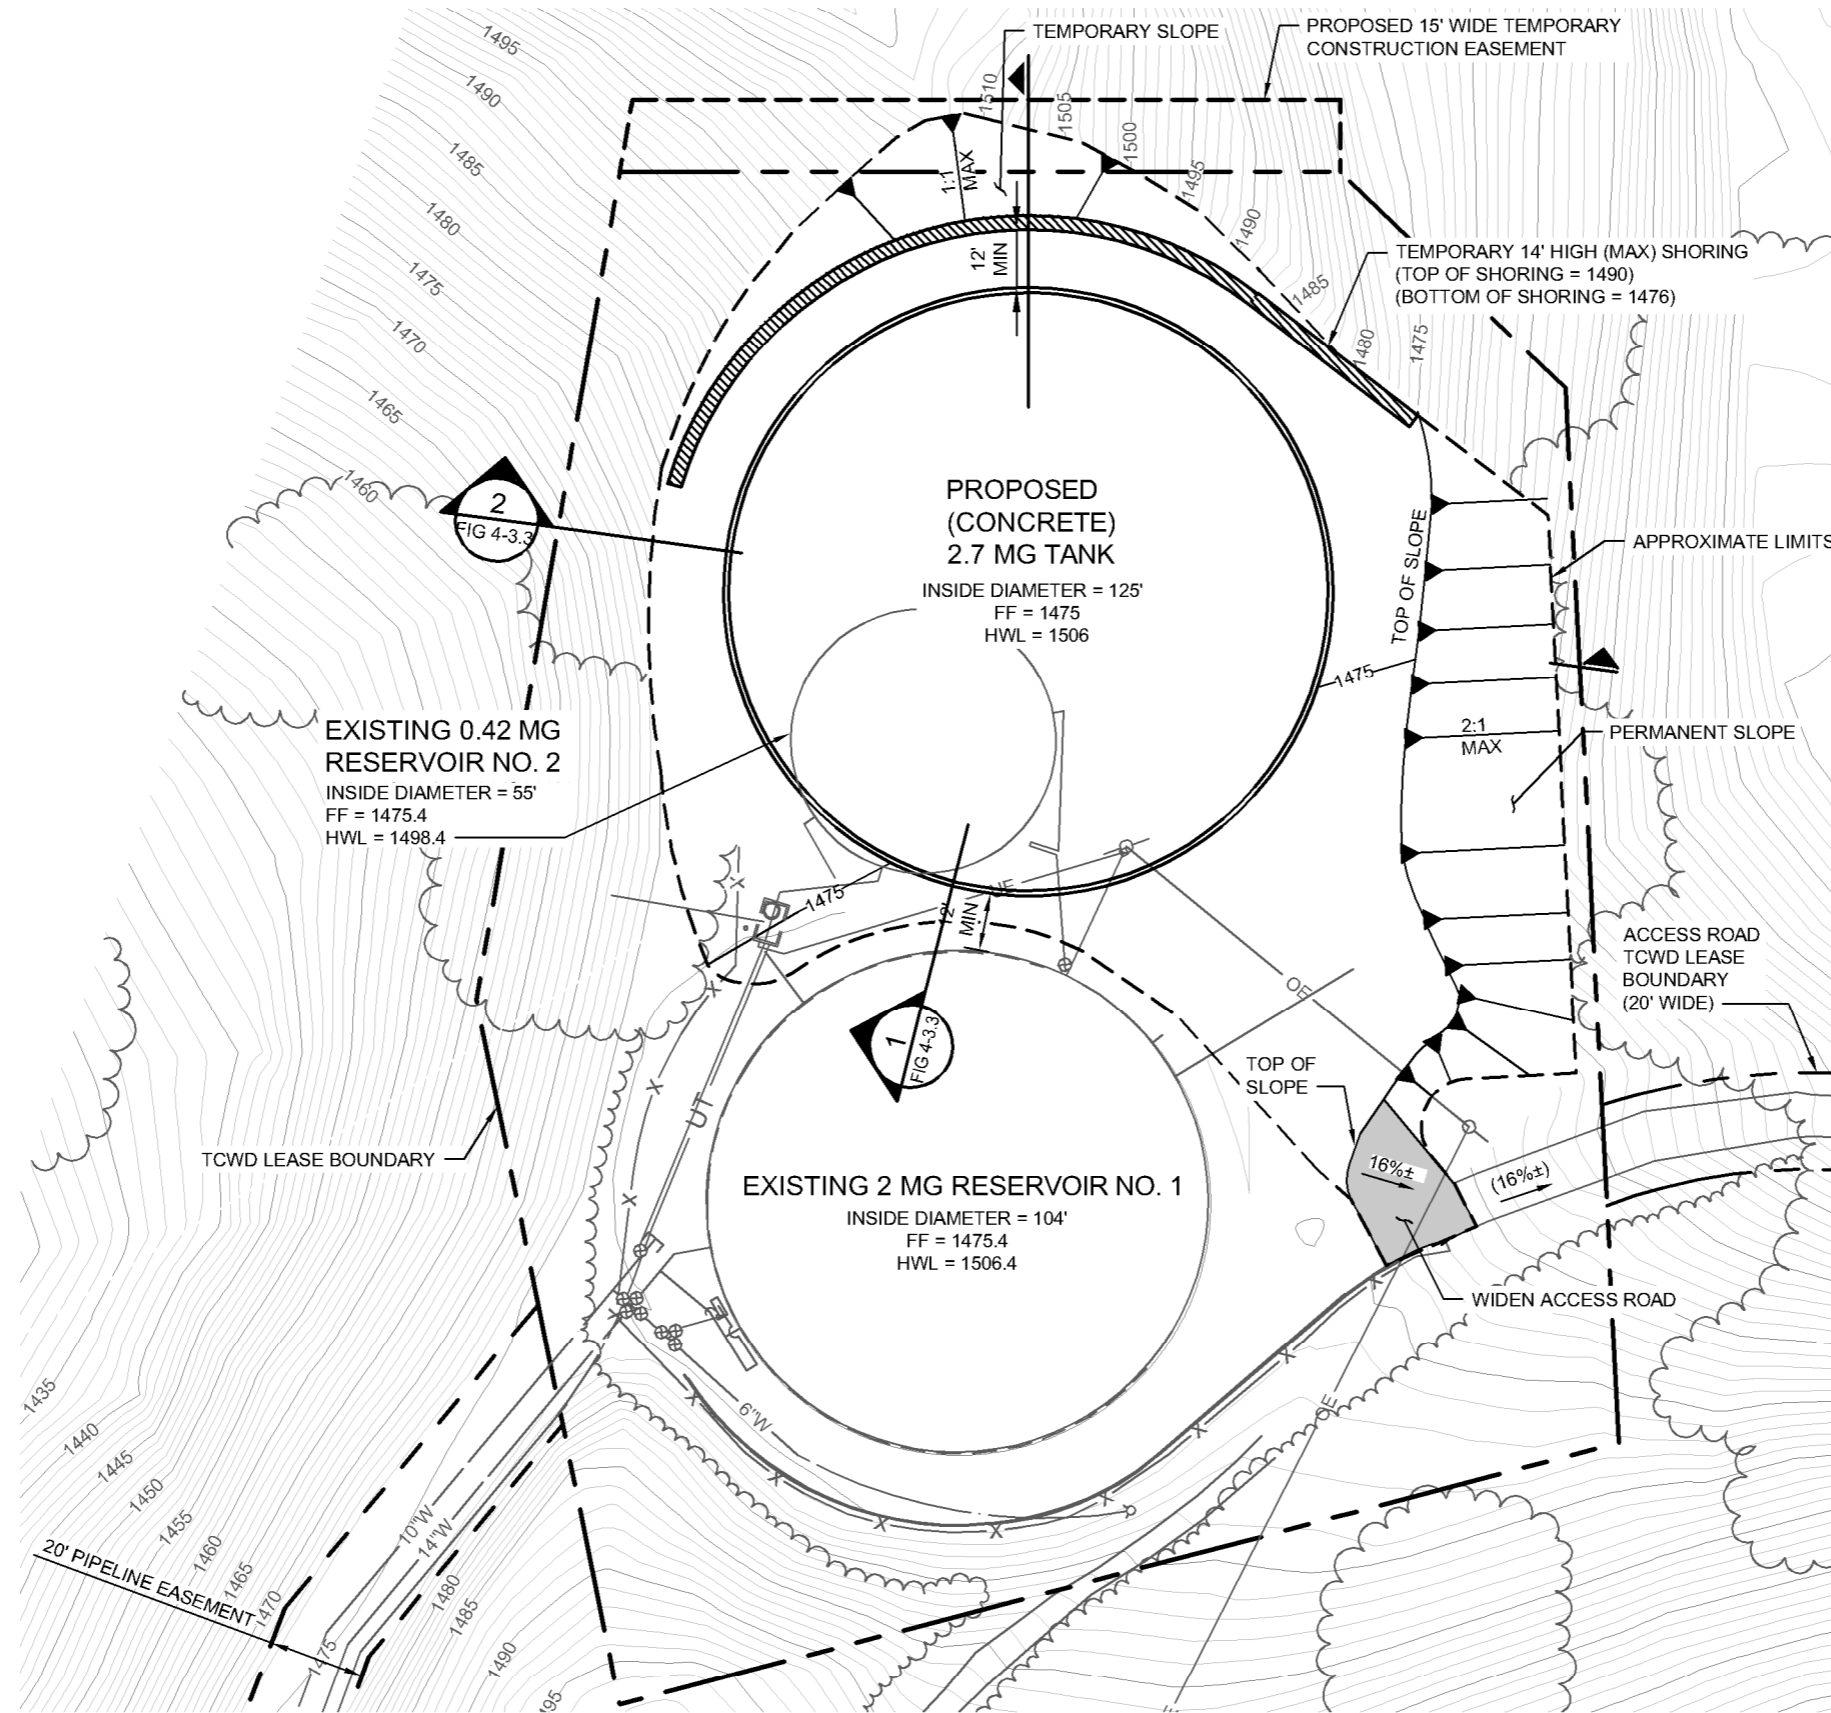 1495
TEMPORARY SLOPE
PROPOSED 15' WIDE TEMPORARY
CONSTRUCTION EASEMENT
1490
1510
1505
1500
1485
1:1
MAX
1495
1480
1490
12'
MIN
TEMPORARY 14' HIGH (MAX) SHORING
(TOP OF SHORING = 1490)
(BOTTOM OF SHORING = 1476)
1475
1485
1470
1480
1475
1465
1460
2
FIG 4-3.3
PROPOSED
(CONCRETE)
2.7 MG TANK
INSIDE DIAMETER = 125'
FF = 1475
HWL = 1506
TOP OF SLOPE
APPROXIMATE LIMITS
1475
EXISTING 0.42 MG
RESERVOIR NO. 2
INSIDE DIAMETER = 55'
FF = 1475.4
HWL = 1498.4
2:1
MAX
PERMANENT SLOPE
X
1475
12'
MIN
ACCESS ROAD
TCWD LEASE
BOUNDARY
(20' WIDE)
X
OE
1
FIG 4-3.3
TOP OF
SLOPE
X
UT
TCWD LEASE BOUNDARY
16%±
(16%±)
EXISTING 2 MG RESERVOIR NO. 1
INSIDE DIAMETER = 104'
FF = 1475.4
HWL = 1506.4
X
X
WIDEN ACCESS ROAD
X
X
X
6"W
OE
X
X
X
X
X
1435
1440
1445
1450
1455
1460
1465
1470
1475
10"W
14"W
1480
1485
1490
20' PIPELINE EASEMENT